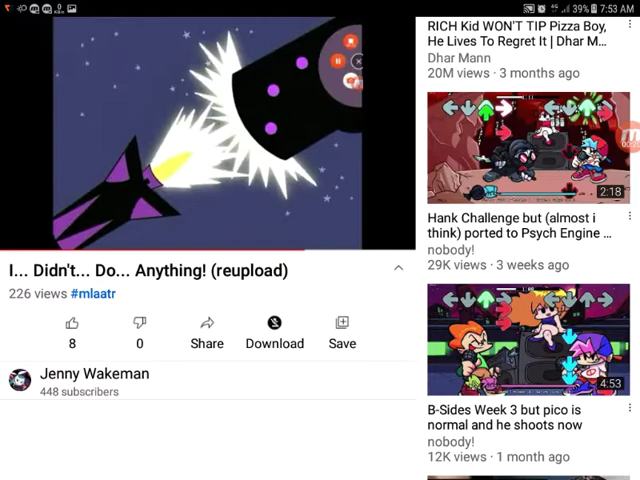 39% 7:53 AM
I... Didn't... Do... Anything! (reupload)
226 views #mlaatr
8
0
Share
Download
Save
Jenny Wakeman
448 subscribers
RICH Kid WON'T TIP Pizza Boy,
He Lives To Regret It | Dhar M...
Dhar Mann
20M views · 3 months ago
2:18
Hank Challenge but (almost i
think) ported to Psych Engine ...
nobody!
29K views · 3 weeks ago
4:53
B-Sides Week 3 but pico is
normal and he shoots now
nobody!
12K views · 1 month ago